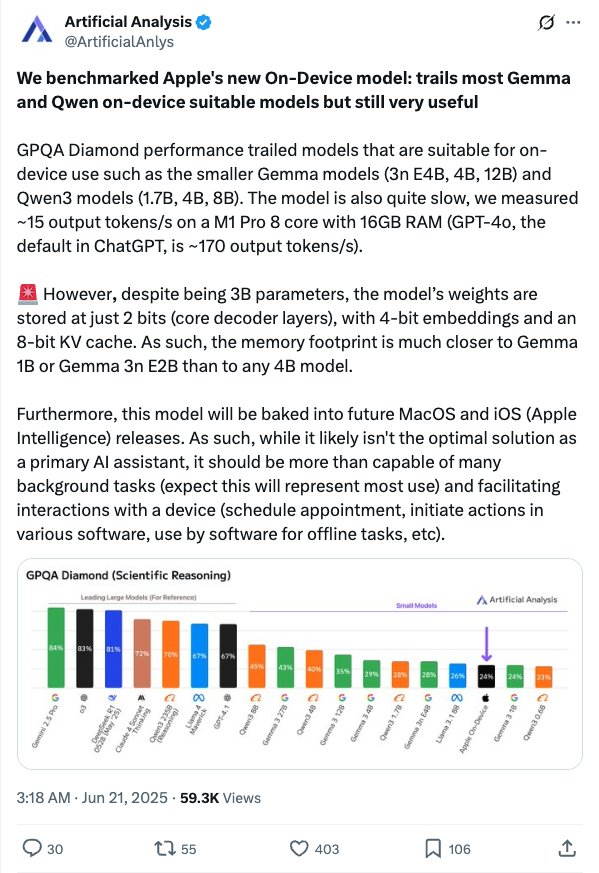 Artificial Analysis
@ArtificialAnlys
We benchmarked Apple's new On-Device model: trails most Gemma
and Qwen on-device suitable models but still very useful
GPQA Diamond performance trailed models that are suitable for on-
device use such as the smaller Gemma models (3n E4B, 4B, 12B) and
Qwen3 models (1.7B, 4B, 8B). The model is also quite slow, we measured
~15 output tokens/s on a M1 Pro 8 core with 16GB RAM (GPT-4o, the
default in ChatGPT, is ~170 output tokens/s).
🚨 However, despite being 3B parameters, the model’s weights are
stored at just 2 bits (core decoder layers), with 4-bit embeddings and an
8-bit KV cache. As such, the memory footprint is much closer to Gemma
1B or Gemma 3n E2B than to any 4B model.
Furthermore, this model will be baked into future MacOS and iOS (Apple
Intelligence) releases. As such, while it likely isn't the optimal solution as
a primary AI assistant, it should be more than capable of many
background tasks (expect this will represent most use) and facilitating
interactions with a device (schedule appointment, initiate actions in
various software, use by software for offline tasks, etc).
GPQA Diamond (Scientific Reasoning)
Leading Large Models (For Reference)
Small Models
Artificial Analysis
84%
83%
81%
72%
70%
67%
67%
45%
43%
40%
35%
29%
28%
28%
26%
24%
24%
23%
Gemini 2.5 Pro
o3
DeepSeek R1
0528 (May '25)
Claude 4 Sonnet
Thinking
Qwen3 235B
(Reasoning)
Llama 4
Maverick
GPT-4.1
Qwen3 8B
Gemma 3 27B
Qwen3 4B
Gemma 3 12B
Gemma 3 4B
Qwen3 1.7B
Gemma 3n E4B
Llama 3.1 8B
Apple On-Device
Gemma 3 1B
Qwen3 0.6B
3:18 AM · Jun 21, 2025 · 59.3K Views
30
55
403
106